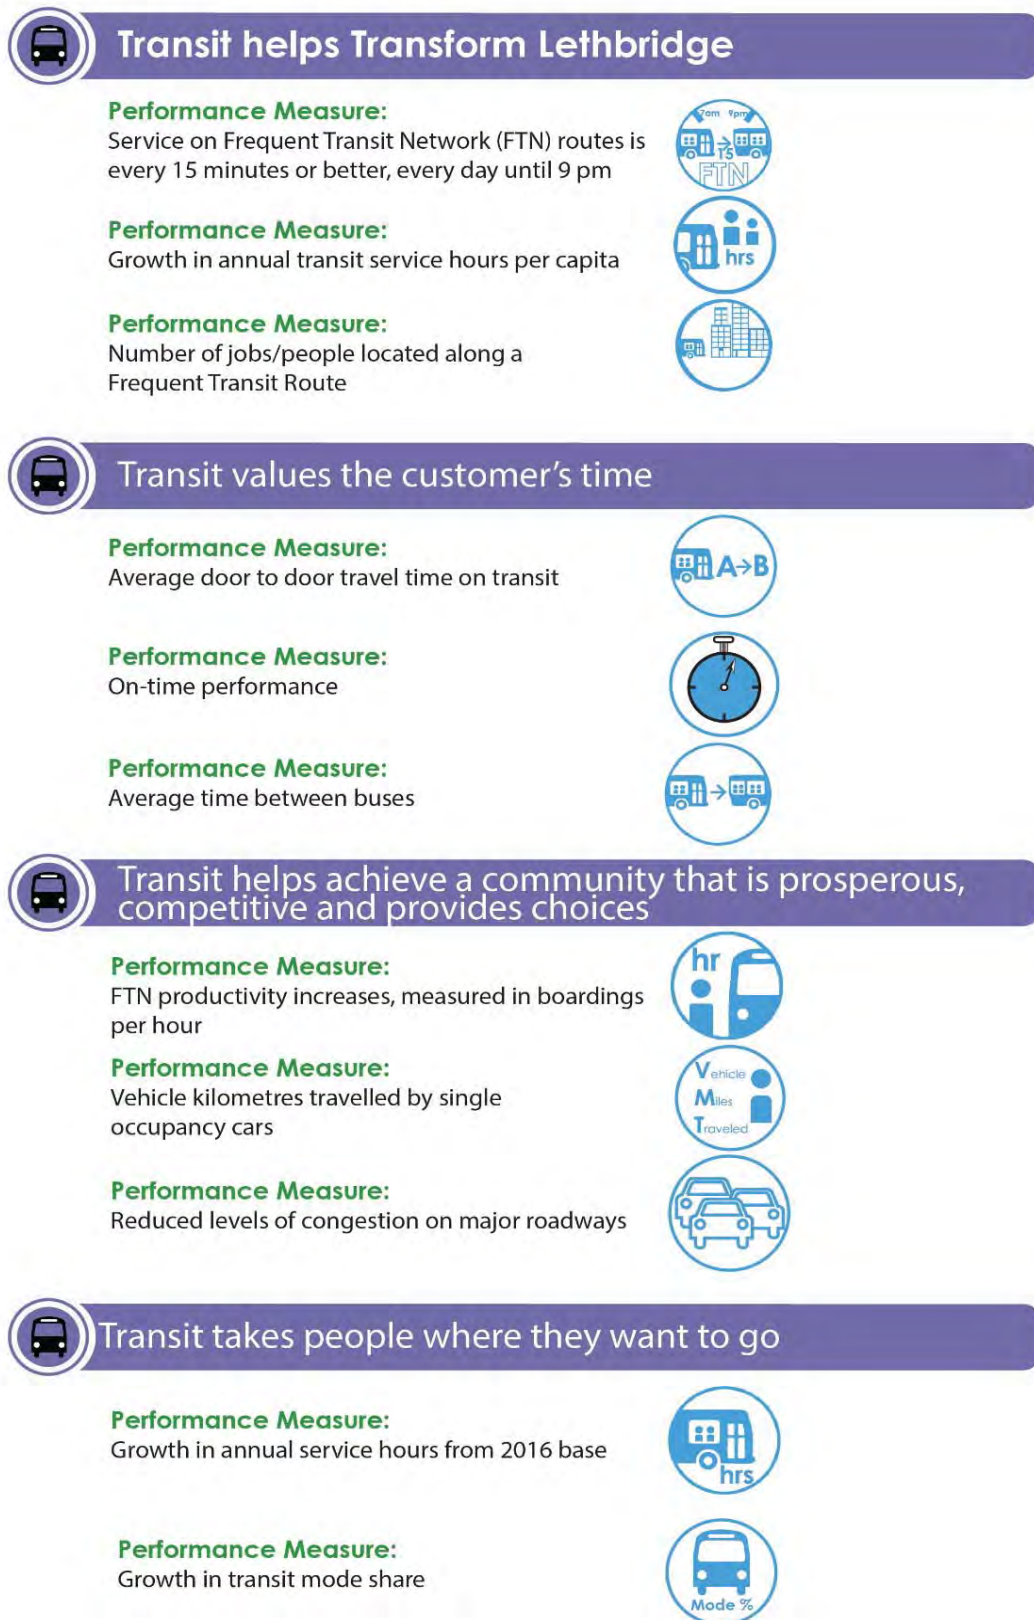 Transit helps Transform Lethbridge
Performance Measure:
Service on Frequent Transit Network (FTN) routes is
every 15 minutes or better, every day until 9 pm
7am 9pm
15
FTN
Performance Measure:
Growth in annual transit service hours per capita
hrs
Performance Measure:
Number of jobs/people located along a
Frequent Transit Route
Transit values the customer's time
Performance Measure:
Average door to door travel time on transit
A→B
Performance Measure:
On-time performance
Performance Measure:
Average time between buses
Transit helps achieve a community that is prosperous,
competitive and provides choices
Performance Measure:
FTN productivity increases, measured in boardings
per hour
hr
Performance Measure:
Vehicle kilometres travelled by single
occupancy cars
Vehicle
Miles
Traveled
Performance Measure:
Reduced levels of congestion on major roadways
Transit takes people where they want to go
Performance Measure:
Growth in annual service hours from 2016 base
hrs
Performance Measure:
Growth in transit mode share
Mode %